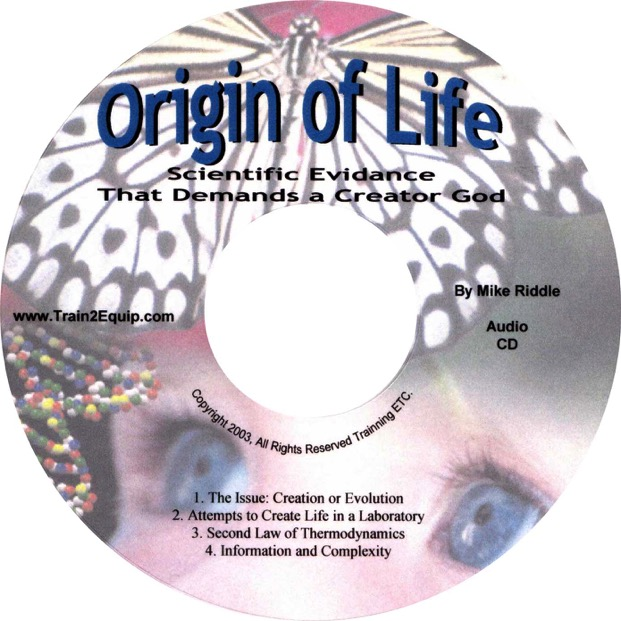 Origin of Life
Scientific Evidance
That Demands a Creator God
By Mike Riddle
www.Train2Equip.com
Audio
CD
Copyright 2003, All Rights Reserved Trainning ETC.
1. The Issue: Creation or Evolution
2. Attempts to Create Life in a Laboratory
3. Second Law of Thermodynamics
4. Information and Complexity